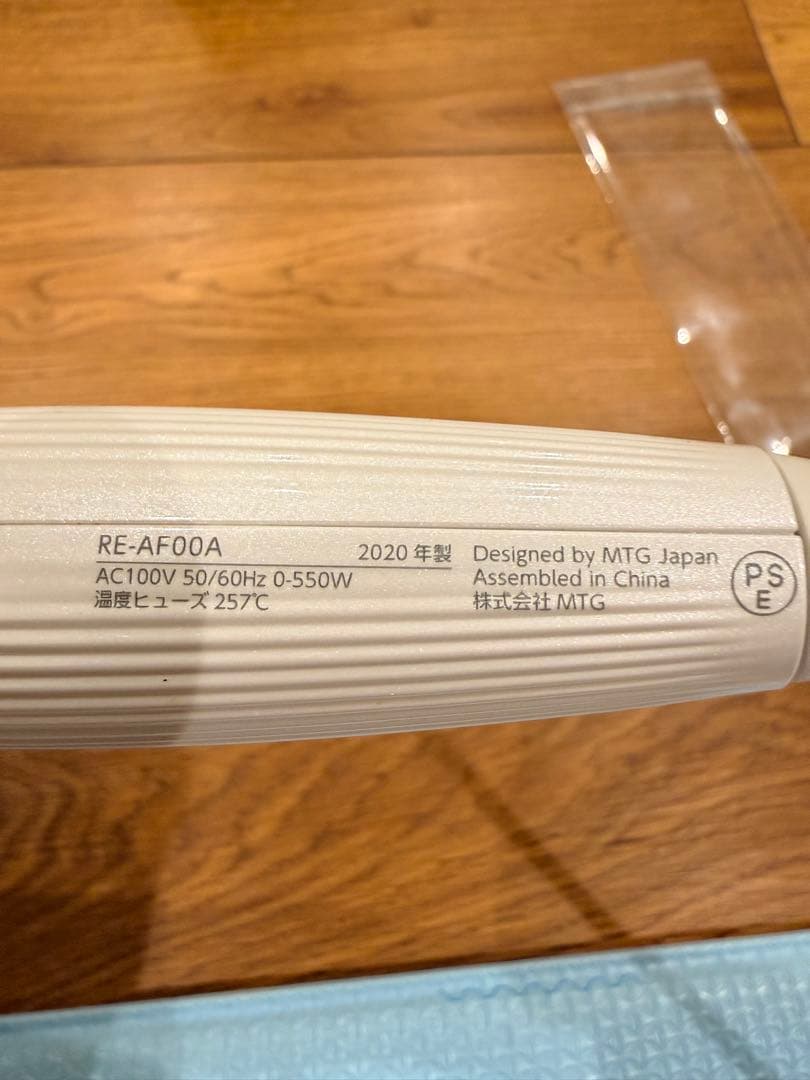 RE-AF00A
AC100V 50/60Hz 0-550W
温度ヒューズ 257℃
2020 年製
Designed by MTG Japan
Assembled in China
株式会社 MTG
PS
E